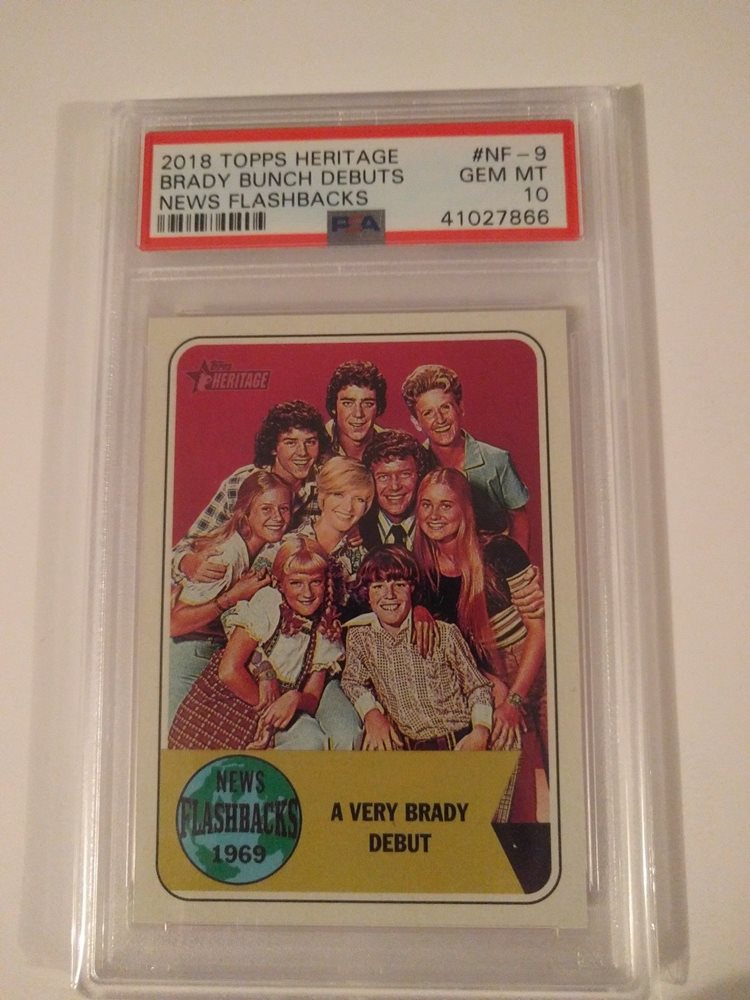 2018 TOPPS HERITAGE #NF-9
BRADY BUNCH DEBUTS GEM MT
NEWS FLASHBACKS 10
PSA 41027866
Topps
HERITAGE
NEWS
FLASHBACKS
1969
A VERY BRADY
DEBUT